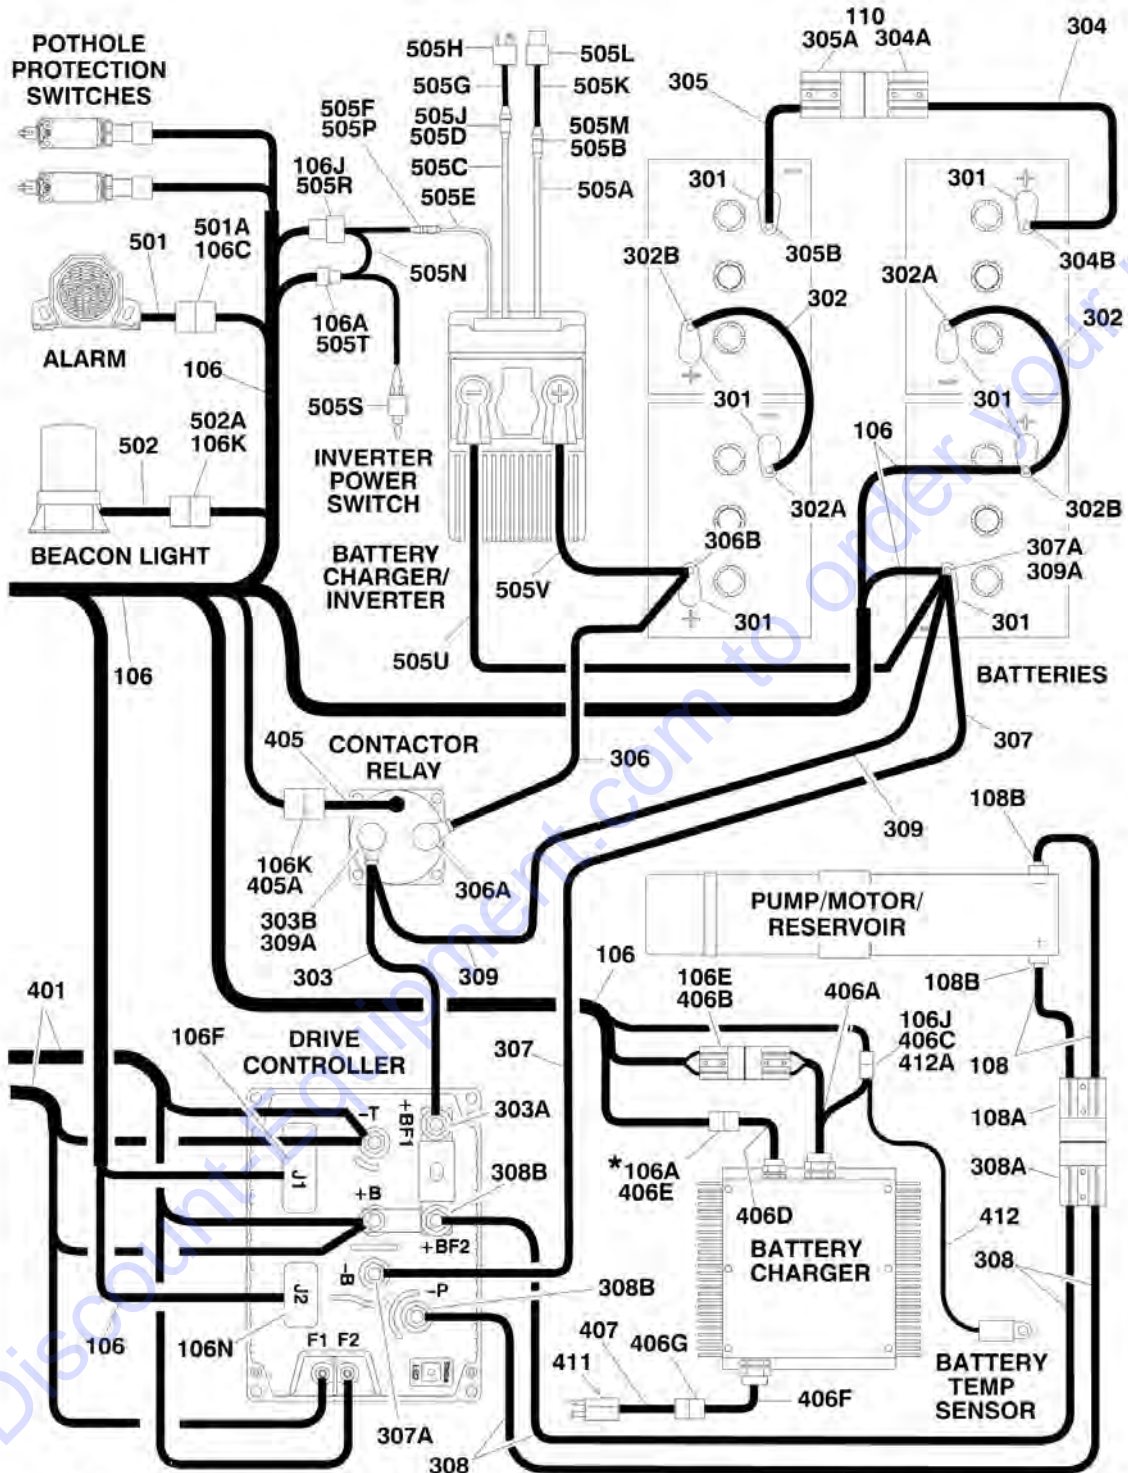 POTHOLE
PROTECTION
SWITCHES
505H
505L
505G
505K
505J
505D
505M
505B
505F
505P
505C
505A
106J
505R
505E
110
305A
304A
304
305
301
301
501
501A
106C
505N
302B
305B
302A
304B
302
302
ALARM
106A
505T
106
505S
301
301
106
502
502A
106K
INVERTER
POWER
SWITCH
302A
302B
BEACON LIGHT
BATTERY
CHARGER/
INVERTER
505V
306B
301
307A
309A
301
106
505U
BATTERIES
405
CONTACTOR
RELAY
306
307
309
108B
106K
405A
306A
303B
309A
PUMP/MOTOR/
RESERVOIR
303
309
106
106E
406B
406A
108B
401
106F
DRIVE
CONTROLLER
307
106J
406C
412A
108
108A
-T
+BF1
303A
308A
J1
308B
*106A
406E
+B
+BF2
406D
BATTERY
CHARGER
412
308
-B
-P
308B
J2
106
106N
F1 F2
407
406G
411
406F
BATTERY
TEMP
SENSOR
307A
308
+
+
+
+
+
-
-
-
-
-
Discount-Equipment.com to order your